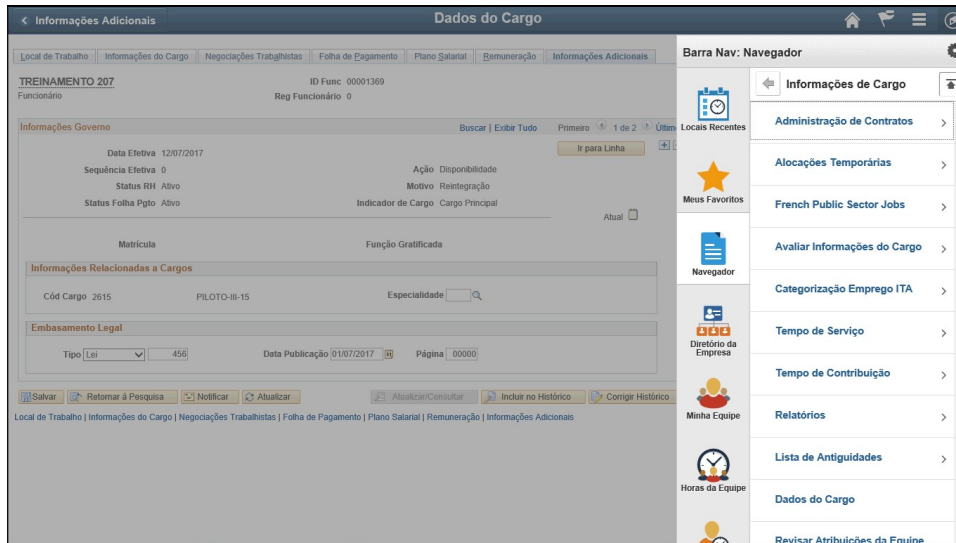 Informações Adicionais
Dados do Cargo
Local de Trabalho Informações do Cargo Negociações Trabalhistas Folha de Pagamento Plano Salarial Remuneração Informações Adicionais
TREINAMENTO 207
ID Func 00001369
Funcionário
Reg Funcionário 0
Informações Governo
Buscar | Exibir Tudo
Primeiro 1 de 2
Data Efetiva 12/07/2017
Ir para Linha
Sequência Efetiva 0
Ação Disponibilidade
Status RH Ativo
Motivo Reintegração
Status Folha Pgto Ativo
Indicador de Cargo Cargo Principal
Atual
Matrícula
Função Gratificada
Informações Relacionadas a Cargos
Cód Cargo 2615
PILOTO-III-15
Especialidade
Embasamento Legal
Tipo Lei 456
Data Publicação 01/07/2017
Página 00000
Salvar Retornar à Pesquisa Notificar Atualizar Atualizar/Consultar Incluir no Histórico Corrigir Histórico
Local de Trabalho | Informações do Cargo | Negociações Trabalhistas | Folha de Pagamento | Plano Salarial | Remuneração | Informações Adicionais
Barra Nav: Navegador
Locais Recentes
Meus Favoritos
Navegador
Diretório da
Empresa
Minha Equipe
Horas da Equipe
Informações de Cargo
Administração de Contratos
Alocações Temporárias
French Public Sector Jobs
Avaliar Informações do Cargo
Categorização Emprego ITA
Tempo de Serviço
Tempo de Contribuição
Relatórios
Lista de Antiguidades
Dados do Cargo
Revisar Atribuições da Equipe